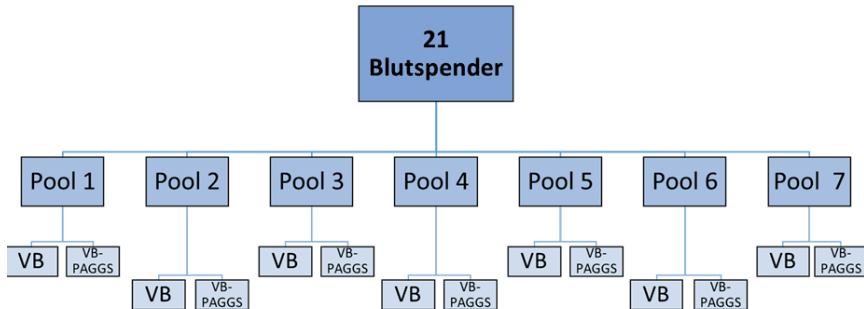 21
Blutspender
Pool 1
Pool 2
Pool 3
Pool 4
Pool 5
Pool 6
Pool 7
VB
VB-
PAGGS
VB
VB-
PAGGS
VB
VB-
PAGGS
VB
VB-
PAGGS
VB
VB-
PAGGS
VB
VB-
PAGGS
VB
VB-
PAGGS